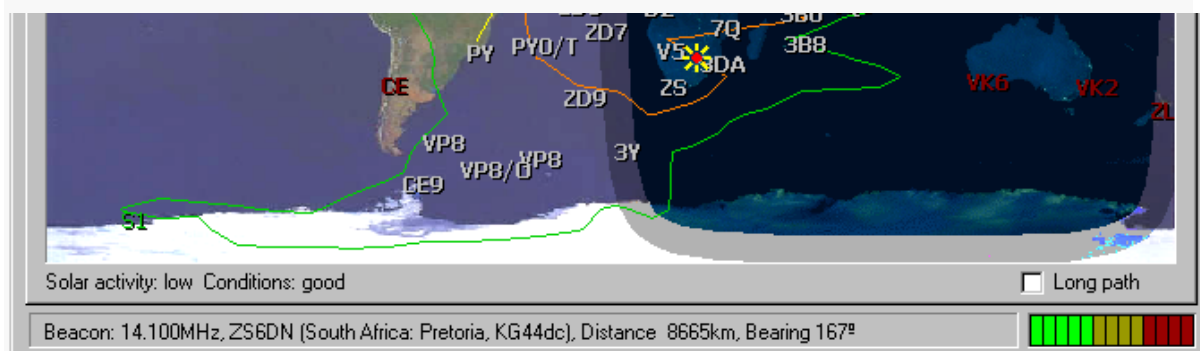 7Q
ZD7
3B8
PY
PY0/T
V5
3DA
CE
ZS
VK6
VK2
ZD9
ZL
VP8
3Y
VP8/O
VP8
CE9
S1
Solar activity: low Conditions: good
Long path
Beacon: 14.100MHz, ZS6DN (South Africa: Pretoria, KG44dc), Distance 8665km, Bearing 167º